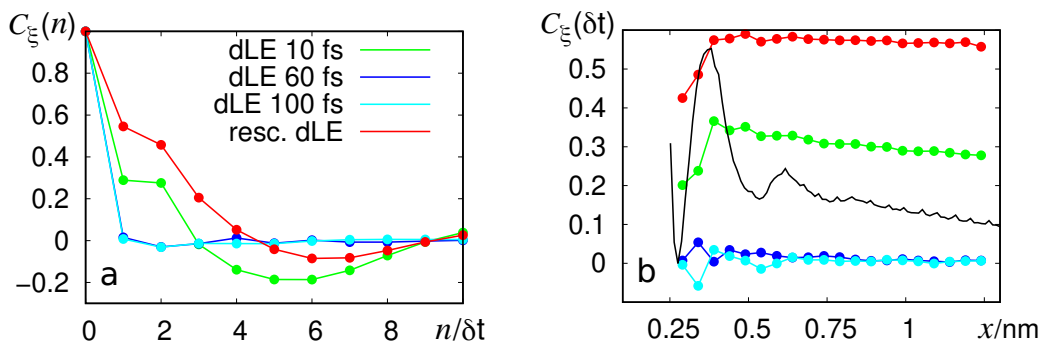 C_ξ(n)
0.8
0.6
0.4
0.2
0
−0.2
dLE 10 fs
dLE 60 fs
dLE 100 fs
resc. dLE
a
0 2 4 6 8 n/δt
C_ξ(δt)
0.6
0.5
0.4
0.3
0.2
0.1
0
b
0.25 0.5 0.75 1 x/nm